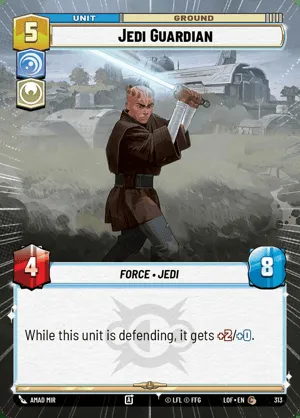 UNIT
GROUND
5
JEDI GUARDIAN
4
FORCE • JEDI
8
While this unit is defending, it gets +2/+0.
AMAD MIR
© LFL © FFG
LOF • EN
C
313